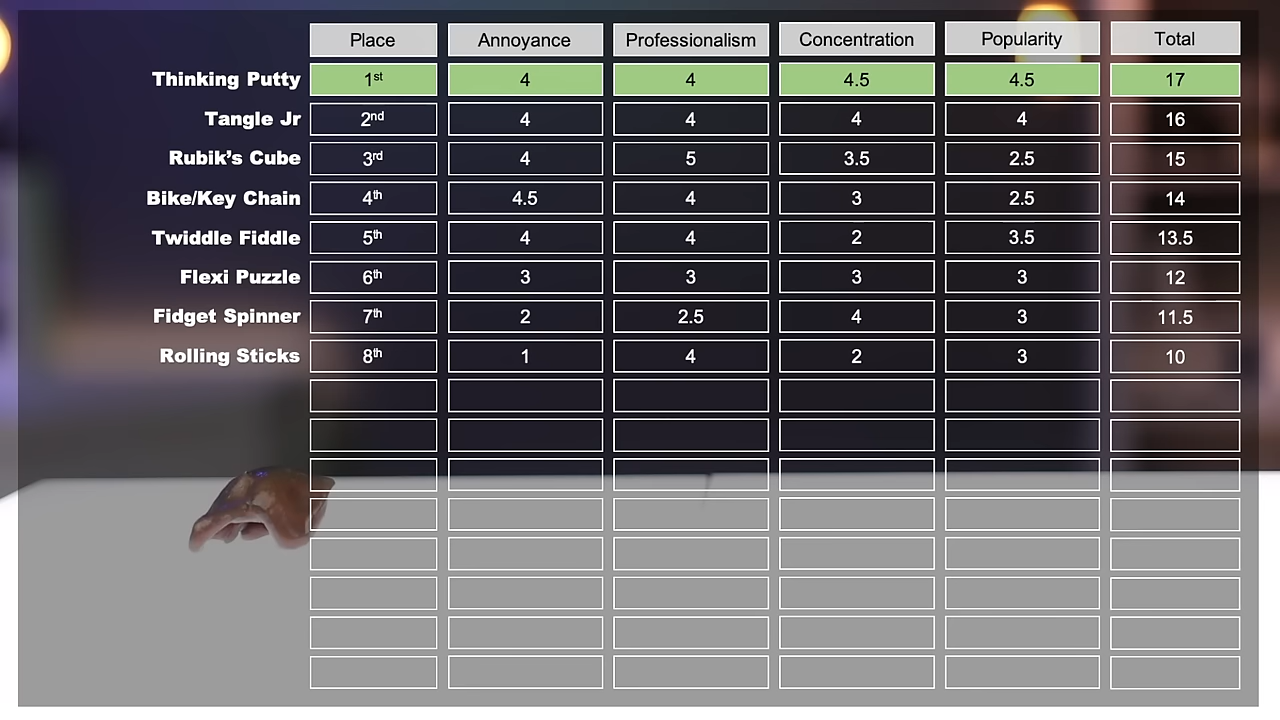 Place Annoyance Professionalism Concentration Popularity Total
Thinking Putty 1st 4 4 4.5 4.5 17
Tangle Jr 2nd 4 4 4 4 16
Rubik’s Cube 3rd 4 5 3.5 2.5 15
Bike/Key Chain 4th 4.5 4 3 2.5 14
Twiddle Fiddle 5th 4 4 2 3.5 13.5
Flexi Puzzle 6th 3 3 3 3 12
Fidget Spinner 7th 2 2.5 4 3 11.5
Rolling Sticks 8th 1 4 2 3 10